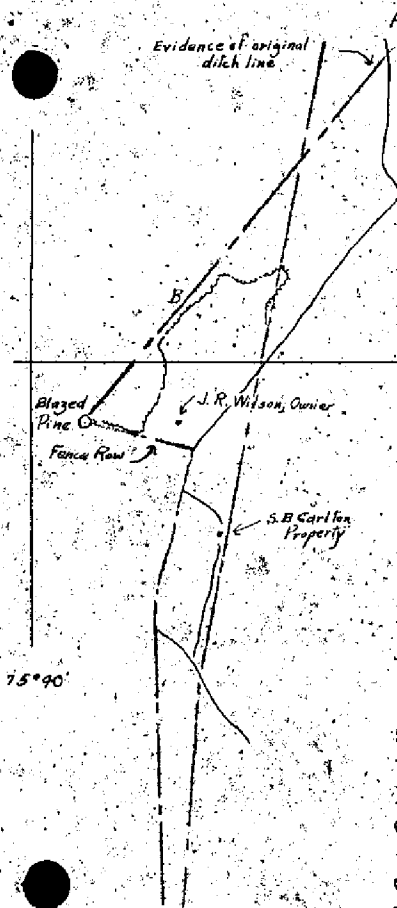 Evidence of original
ditch line
B
Blazed
Pine
J. R. Wilson, Owner
Fence Row
S. B. Carlton
Property
75°40'